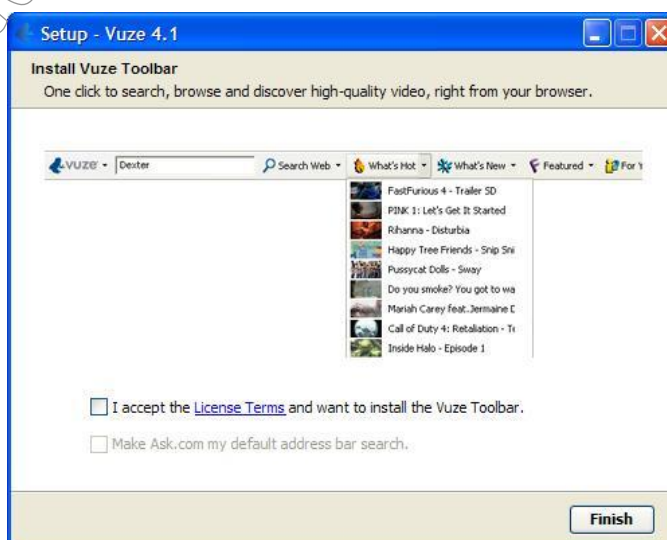 Setup - Vuze 4.1
Install Vuze Toolbar
One click to search, browse and discover high-quality video, right from your browser.
VUZE Dexter Search Web What's Hot What's New Featured For Y
FastFurious 4 - Trailer SD
PINK 1: Let's Get It Started
Rihanna - Disturbia
Happy Tree Friends - Snip Sni
Pussycat Dolls - Sway
Do you smoke? You got to wa
Mariah Carey feat.Jermaine D
Call of Duty 4: Retaliation - Te
Inside Halo - Episode 1
I accept the License Terms and want to install the Vuze Toolbar.
Make Ask.com my default address bar search.
Finish